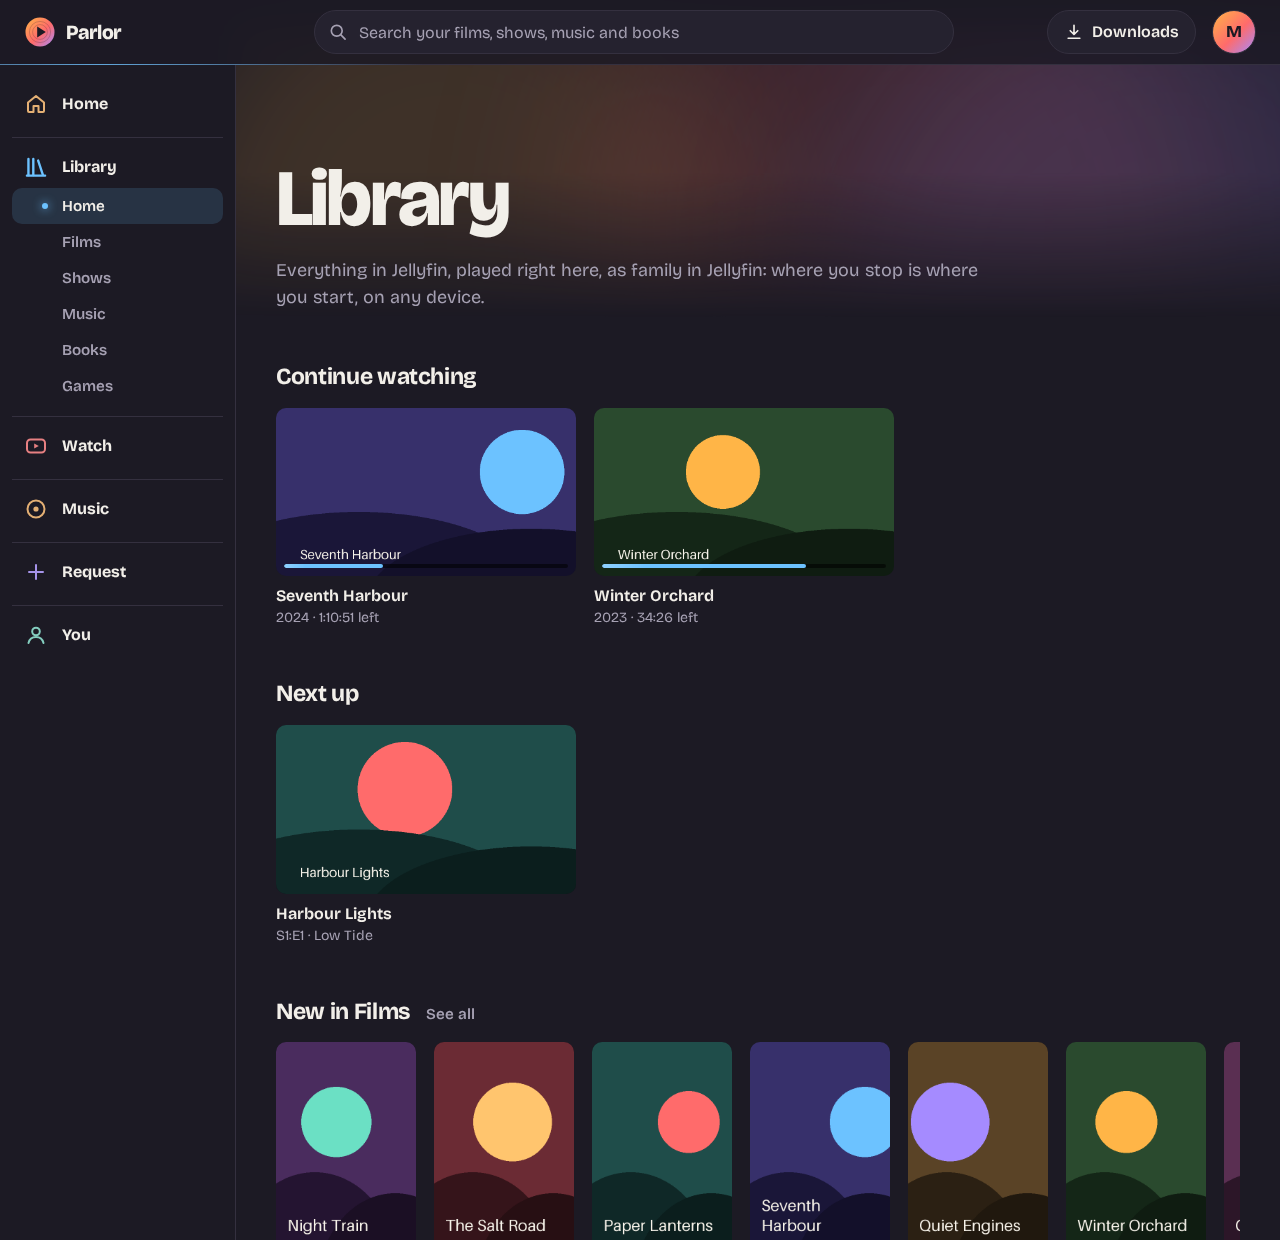 Parlor
Search your films, shows, music and books
Downloads
M
Home
Library
Home
Films
Shows
Music
Books
Games
Watch
Music
Request
You
Library
Everything in Jellyfin, played right here, as family in Jellyfin: where you stop is where
you start, on any device.
Continue watching
Seventh Harbour
Winter Orchard
Seventh Harbour
2024 · 1:10:51 left
Winter Orchard
2023 · 34:26 left
Next up
Harbour Lights
Harbour Lights
S1:E1 · Low Tide
New in Films
See all
Night Train
The Salt Road
Paper Lanterns
Seventh
Harbour
Quiet Engines
Winter Orchard